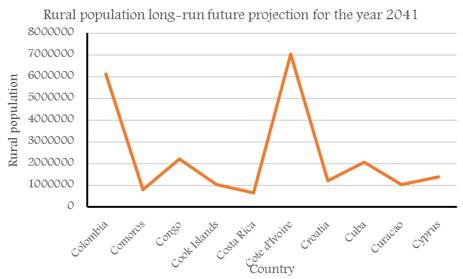 Rural population long-run future projection for the year 2041
8000000
7000000
6000000
5000000
4000000
3000000
2000000
1000000
0
Rural population
Colombia
Comoros
Congo
Cook Islands
Costa Rica
Cote d'Ivoire
Croatia
Cuba
Curacao
Cyprus
Country